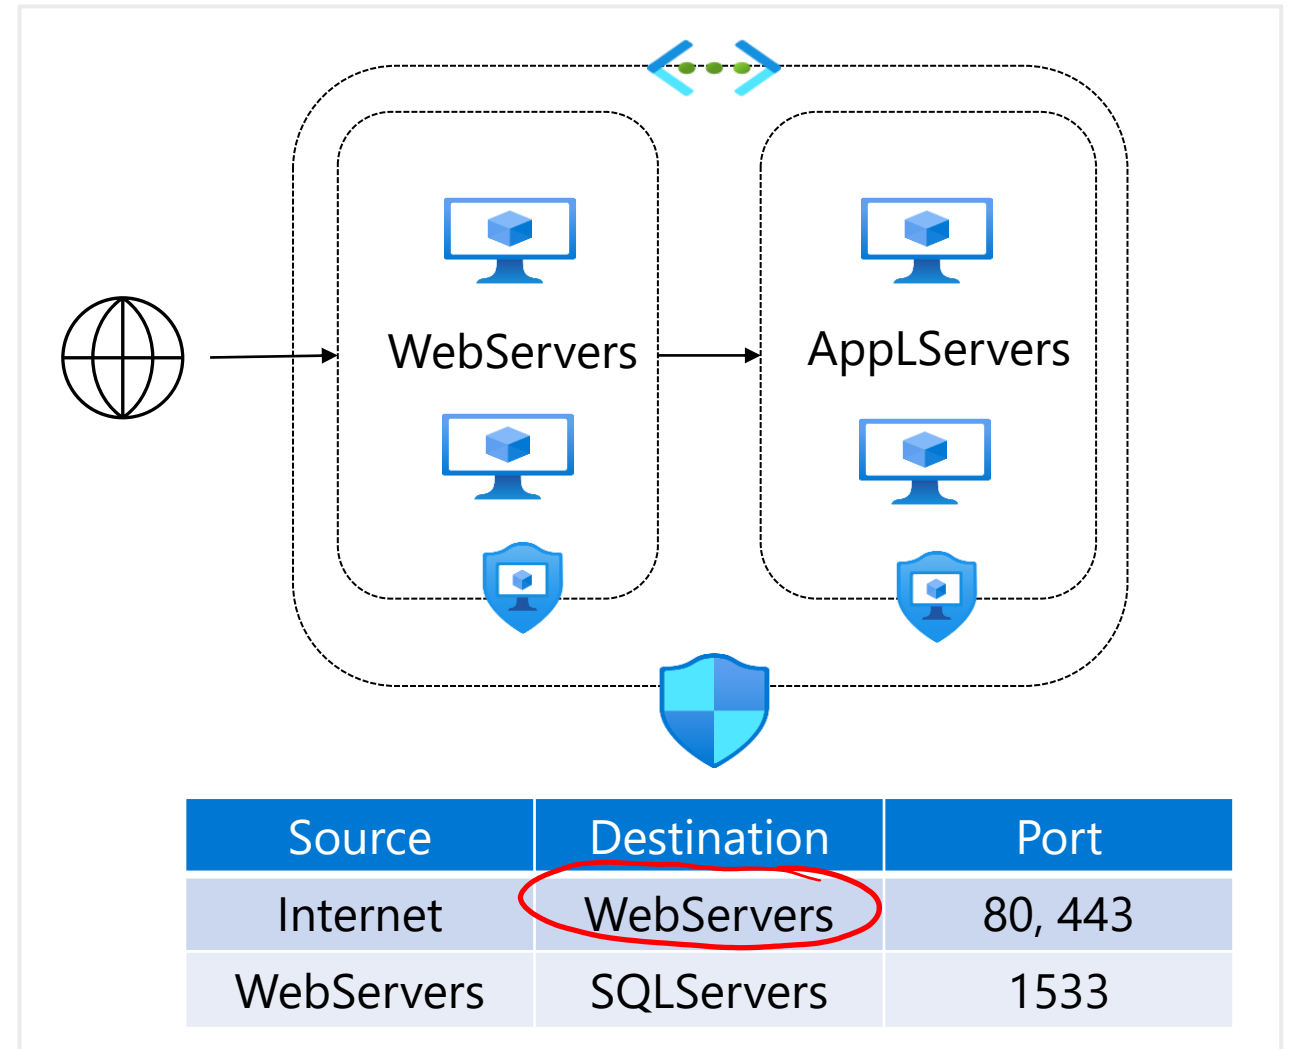 WebServers
AppLServers
Source Destination Port
Internet WebServers 80, 443
WebServers SQLServers 1533